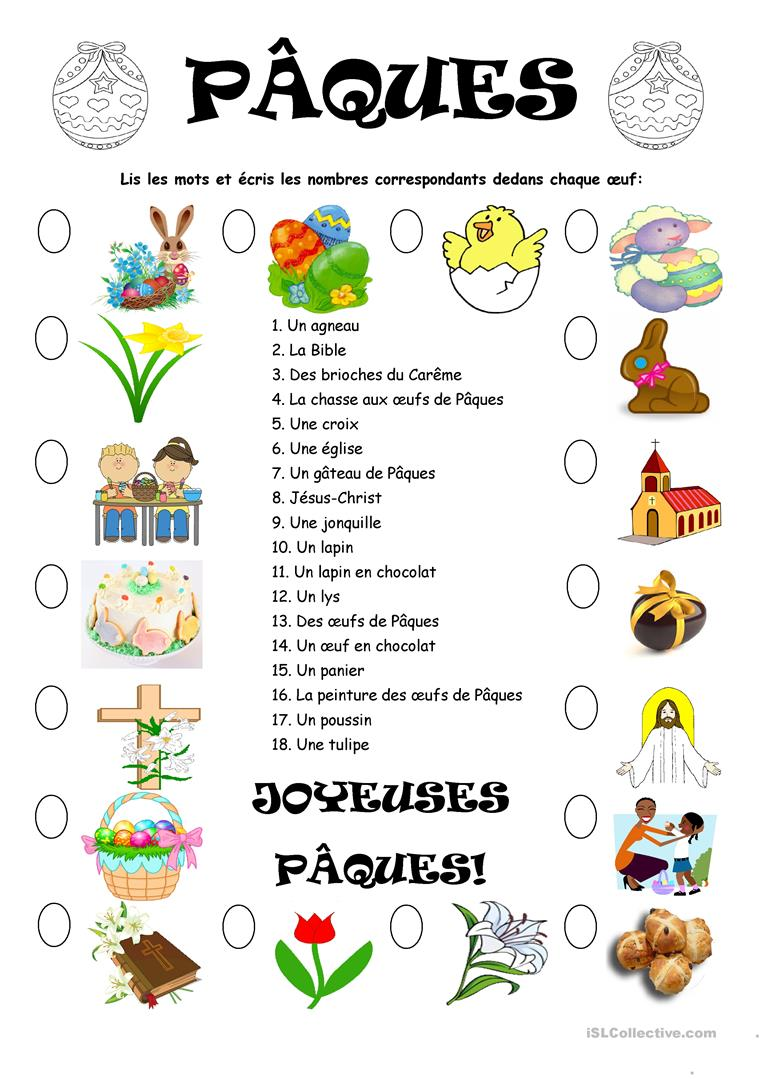 PÂQUES
Lis les mots et écris les nombres correspondants dedans chaque œuf:
1. Un agneau
2. La Bible
3. Des brioches du Carême
4. La chasse aux œufs de Pâques
5. Une croix
6. Une église
7. Un gâteau de Pâques
8. Jésus-Christ
9. Une jonquille
10. Un lapin
11. Un lapin en chocolat
12. Un lys
13. Des œufs de Pâques
14. Un œuf en chocolat
15. Un panier
16. La peinture des œufs de Pâques
17. Un poussin
18. Une tulipe
JOYEUSES
PÂQUES!
iSLCollective.com